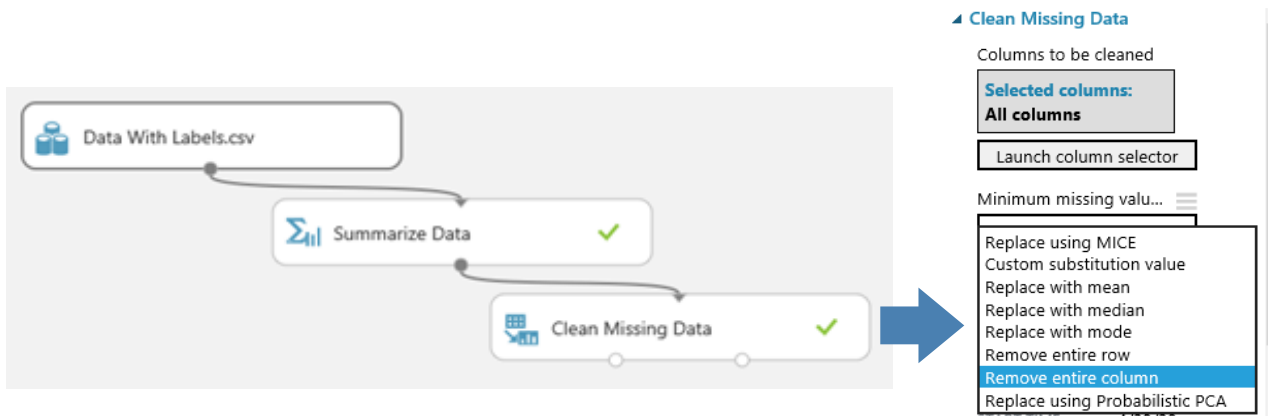 Data With Labels.csv
Summarize Data
Clean Missing Data
Clean Missing Data
Columns to be cleaned
Selected columns:
All columns
Launch column selector
Minimum missing valu...
Replace using MICE
Custom substitution value
Replace with mean
Replace with median
Replace with mode
Remove entire row
Remove entire column
Replace using Probabilistic PCA